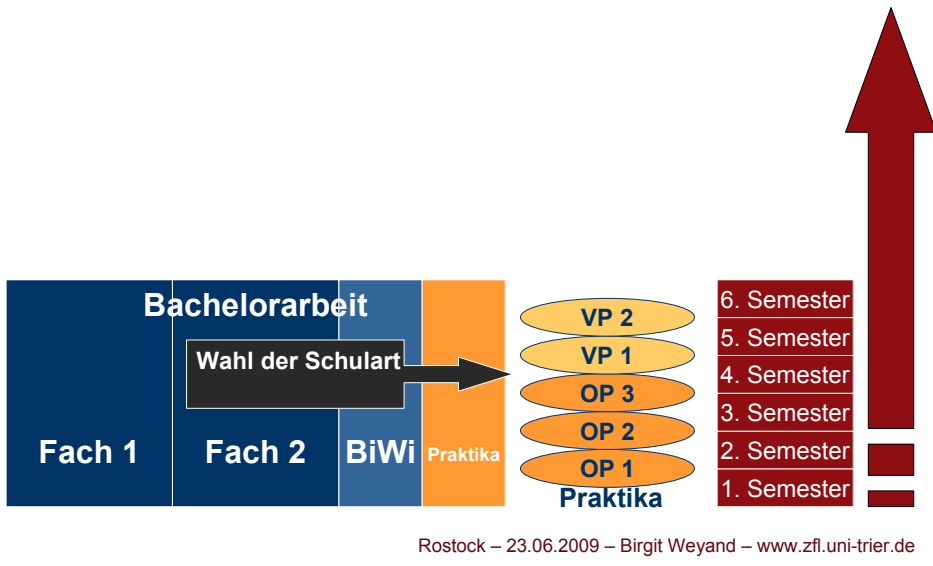 Bachelorarbeit
Wahl der Schulart
Fach 1
Fach 2
BiWi
Praktika
VP 2
VP 1
OP 3
OP 2
OP 1
Praktika
6. Semester
5. Semester
4. Semester
3. Semester
2. Semester
1. Semester
Rostock – 23.06.2009 – Birgit Weyand – www.zfl.uni-trier.de